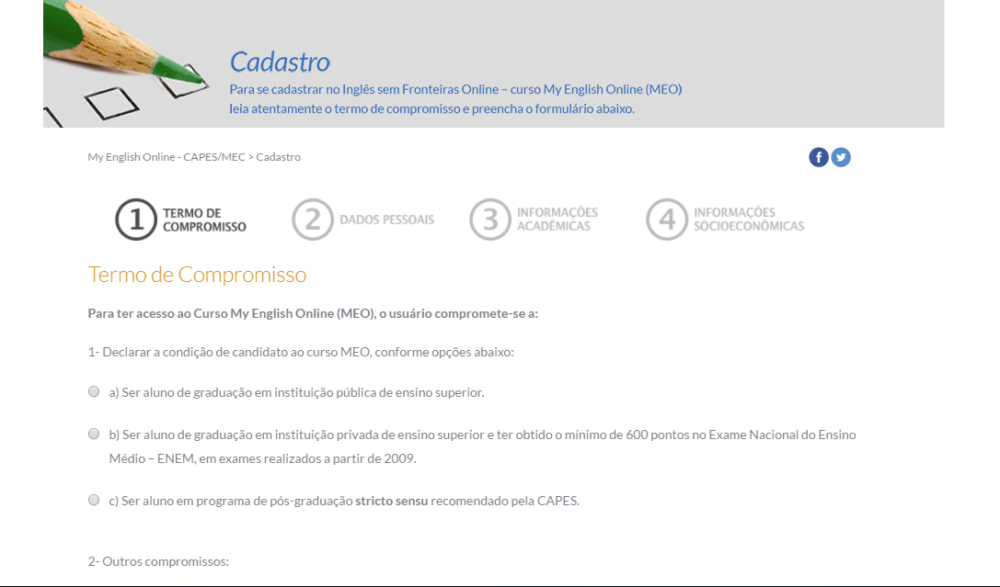 Cadastro
Para se cadastrar no Inglês sem Fronteiras Online – curso My English Online (MEO)
leia atentamente o termo de compromisso e preencha o formulário abaixo.
My English Online - CAPES/MEC > Cadastro
f
1 TERMO DE
COMPROMISSO
2 DADOS PESSOAIS
3 INFORMAÇÕES
ACADÊMICAS
4 INFORMAÇÕES
SÓCIOECONÔMICAS
Termo de Compromisso
Para ter acesso ao Curso My English Online (MEO), o usuário compromete-se a:
1- Declarar a condição de candidato ao curso MEO, conforme opções abaixo:
a) Ser aluno de graduação em instituição pública de ensino superior.
b) Ser aluno de graduação em instituição privada de ensino superior e ter obtido o mínimo de 600 pontos no Exame Nacional do Ensino
Médio – ENEM, em exames realizados a partir de 2009.
c) Ser aluno em programa de pós-graduação stricto sensu recomendado pela CAPES.
2- Outros compromissos: